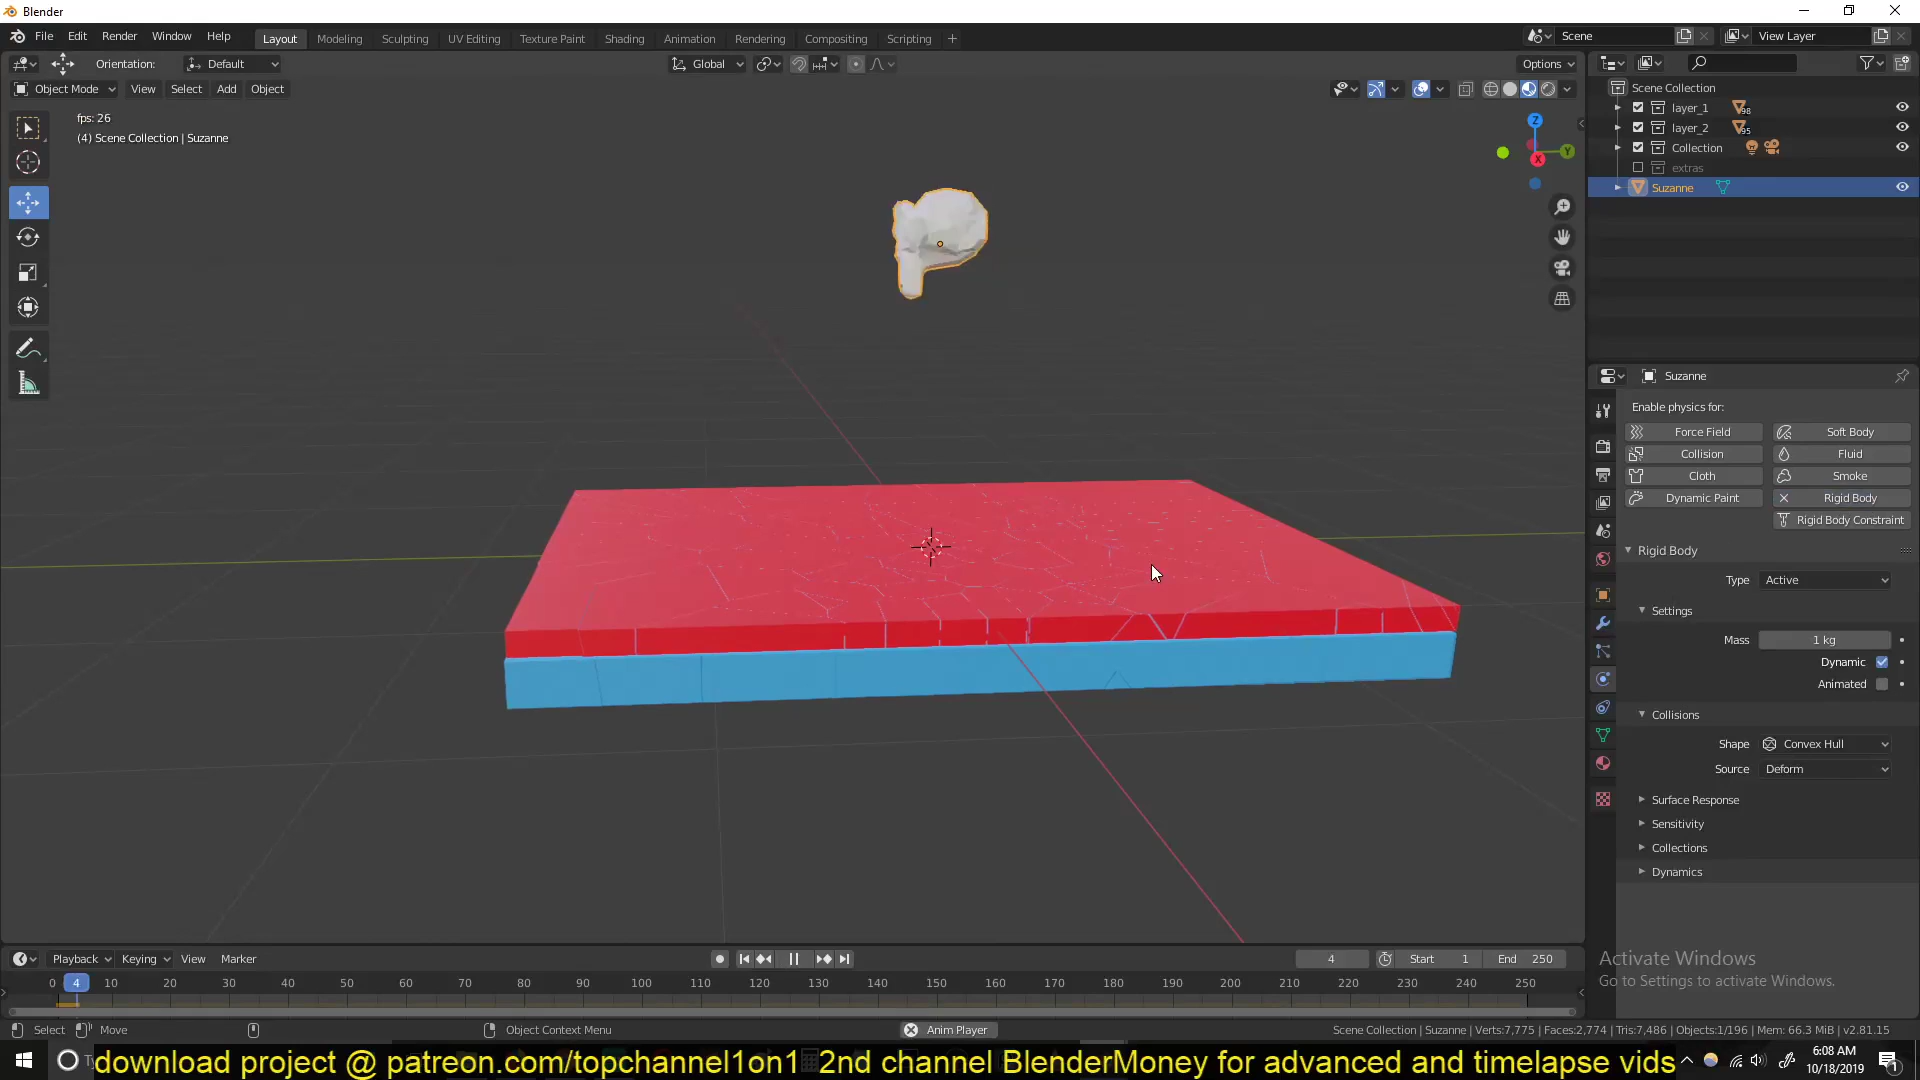 Blender
File Edit Render Window Help
Layout Modeling Sculpting UV Editing Texture Paint Shading Animation Rendering Compositing Scripting +
Scene
View Layer
Orientation: Default
Global
Options
Object Mode View Select Add Object
fps: 26
(4) Scene Collection | Suzanne
Z
Y
X
Scene Collection
layer_1 98
layer_2 95
Collection
extras
Suzanne
Suzanne
Enable physics for:
Force Field Soft Body
Collision Fluid
Cloth Smoke
Dynamic Paint Rigid Body
Rigid Body Constraint
Rigid Body
Type Active
Settings
Mass 1 kg
Dynamic
Animated
Collisions
Shape Convex Hull
Source Deform
Surface Response
Sensitivity
Collections
Dynamics
Activate Windows
Go to Settings to activate Windows.
Playback Keying View Marker
4 Start 1 End 250
0 4 10 20 30 40 50 60 70 80 90 100 110 120 130 140 150 160 170 180 190 200 210 220 230 240 250
Select Move Object Context Menu Anim Player
Scene Collection | Suzanne | Verts:7,775 | Faces:2,774 | Tris:7,486 | Objects:1/196 | Mem: 66.3 MiB | v2.81.15
download project @ patreon.com/topchannel1on1 2nd channel BlenderMoney for advanced and timelapse vids
6:08 AM
10/18/2019
1